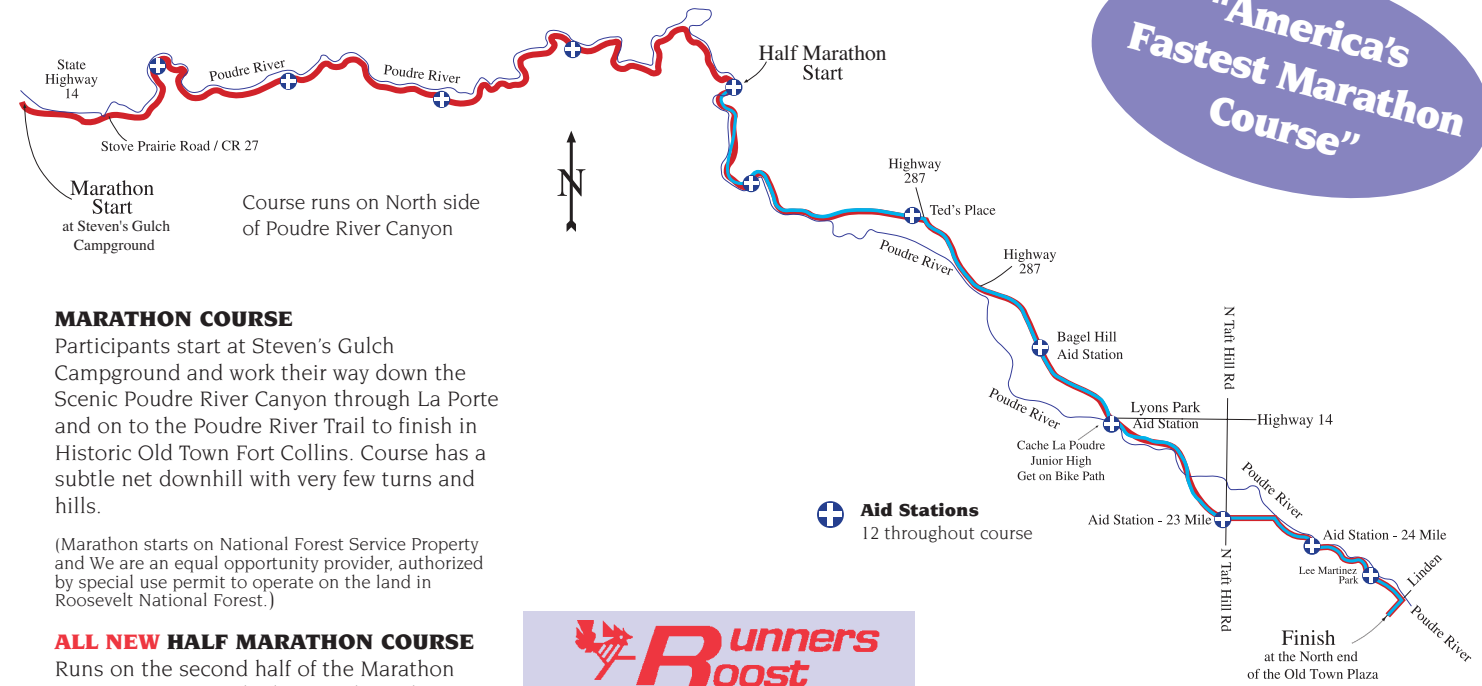 "America's
Fastest Marathon
Course"
State
Highway
14
Poudre River
Poudre River
Half Marathon
Start
Stove Prairie Road / CR 27
Marathon
Start
at Steven's Gulch
Campground
Course runs on North side
of Poudre River Canyon
N
Highway
287
Ted's Place
Poudre River
Highway
287
Bagel Hill
Aid Station
N Taft Hill Rd
Poudre River
Lyons Park
Aid Station
Highway 14
Cache La Poudre
Junior High
Get on Bike Path
Poudre River
Aid Station - 23 Mile
Aid Station - 24 Mile
Lee Martinez
Park
Linden
N Taft Hill Rd
Poudre River
Finish
at the North end
of the Old Town Plaza
Aid Stations
12 throughout course
MARATHON COURSE
Participants start at Steven's Gulch
Campground and work their way down the
Scenic Poudre River Canyon through La Porte
and on to the Poudre River Trail to finish in
Historic Old Town Fort Collins. Course has a
subtle net downhill with very few turns and
hills.
(Marathon starts on National Forest Service Property
and We are an equal opportunity provider, authorized
by special use permit to operate on the land in
Roosevelt National Forest.)
ALL NEW HALF MARATHON COURSE
Runs on the second half of the Marathon
Runners
Roost